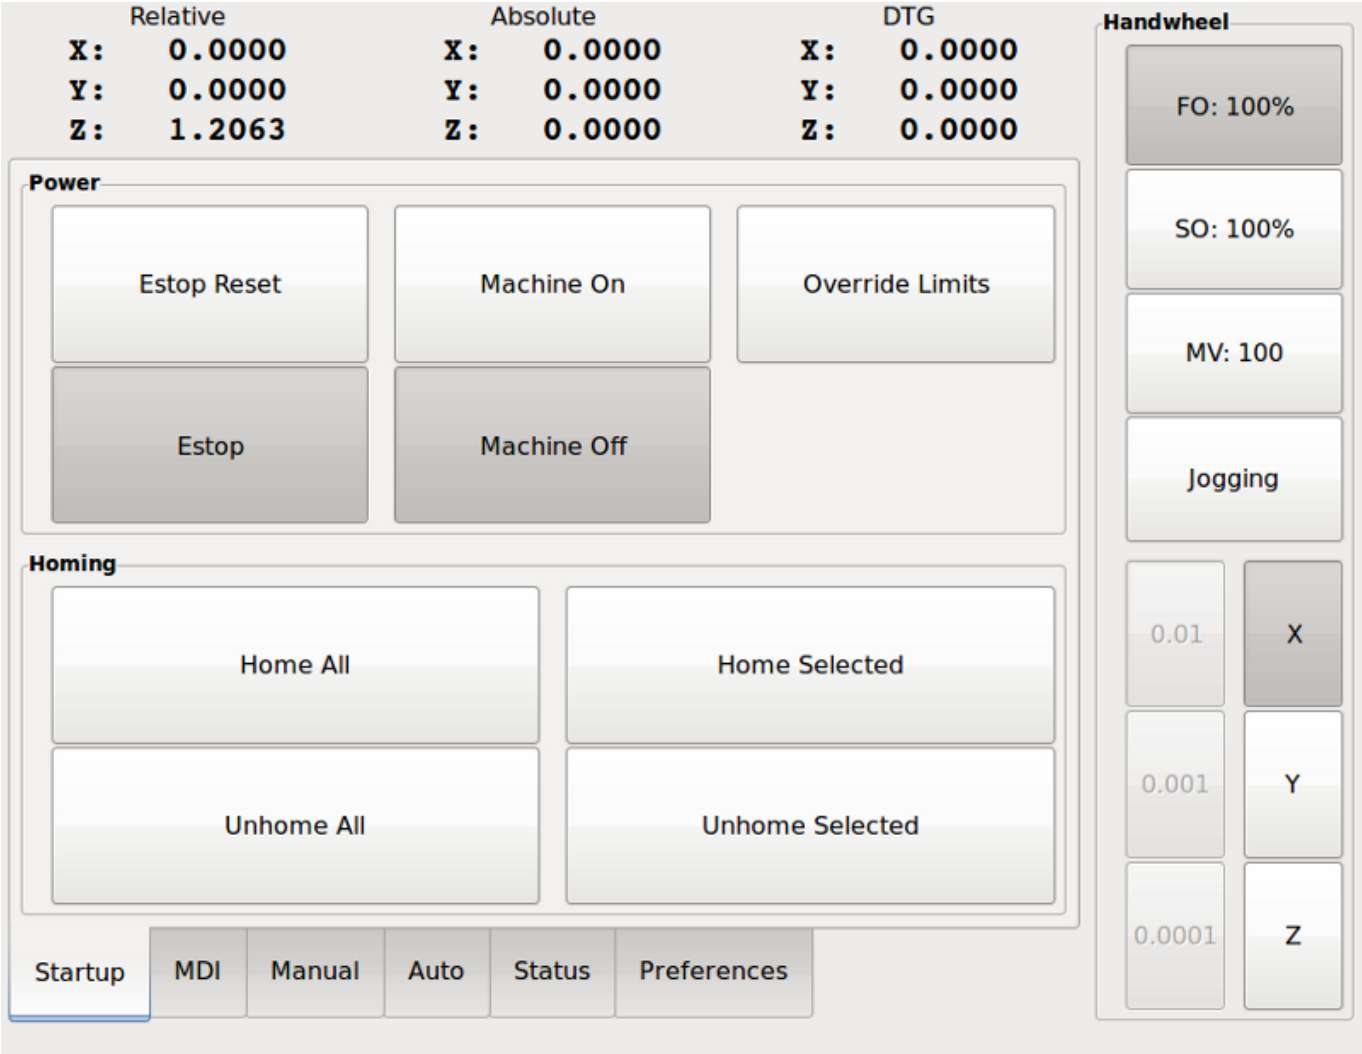 Relative Absolute DTG
X: 0.0000 X: 0.0000 X: 0.0000
Y: 0.0000 Y: 0.0000 Y: 0.0000
Z: 1.2063 Z: 0.0000 Z: 0.0000
Power
Estop Reset Machine On Override Limits
Estop Machine Off
Homing
Home All Home Selected
Unhome All Unhome Selected
Startup MDI Manual Auto Status Preferences
Handwheel
FO: 100%
SO: 100%
MV: 100
Jogging
0.01 X
0.001 Y
0.0001 Z